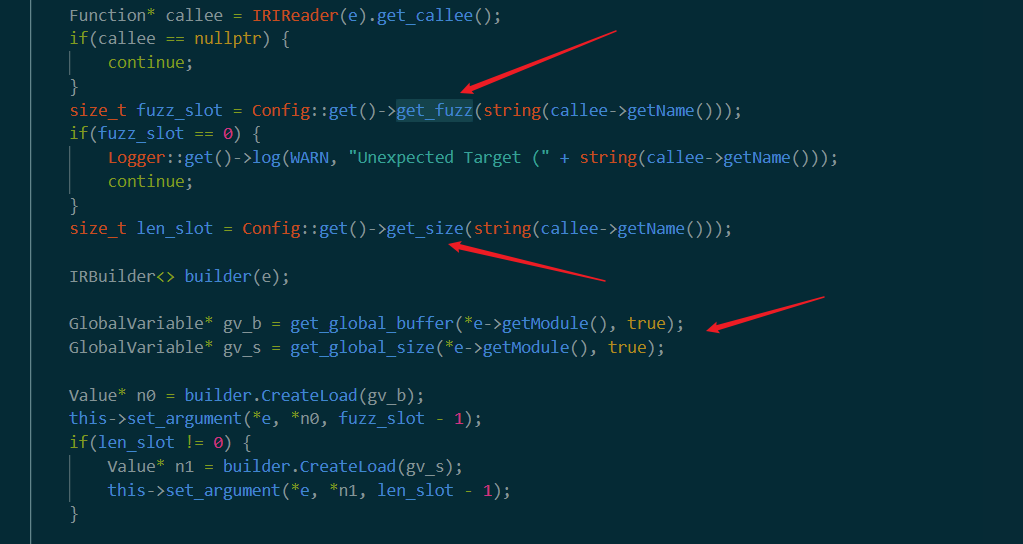 Function* callee = IRIReader(e).get_callee();
if(callee == nullptr) {
continue;
}
size_t fuzz_slot = Config::get()->get_fuzz(string(callee->getName()));
if(fuzz_slot == 0) {
Logger::get()->log(WARN, "Unexpected Target (" + string(callee->getName()));
continue;
}
size_t len_slot = Config::get()->get_size(string(callee->getName()));
IRBuilder<> builder(e);
GlobalVariable* gv_b = get_global_buffer(*e->getModule(), true);
GlobalVariable* gv_s = get_global_size(*e->getModule(), true);
Value* n0 = builder.CreateLoad(gv_b);
this->set_argument(*e, *n0, fuzz_slot - 1);
if(len_slot != 0) {
Value* n1 = builder.CreateLoad(gv_s);
this->set_argument(*e, *n1, len_slot - 1);
}